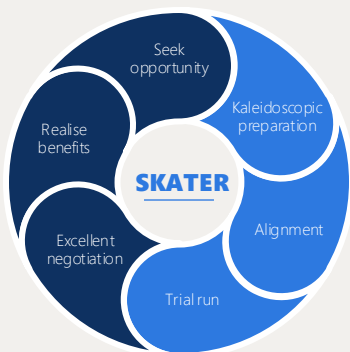 Seek
opportunity
Kaleidoscopic
preparation
Alignment
Trial run
Excellent
negotiation
Realise
benefits
SKATER